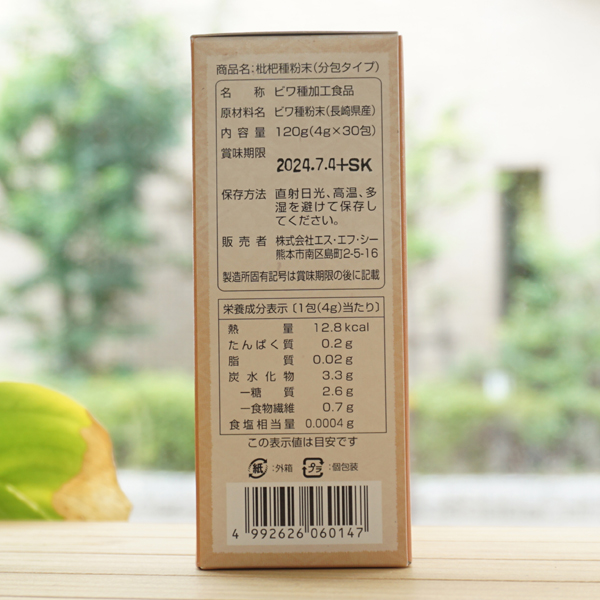 商品名:枇杷種粉末(分包タイプ)
名 称 ビワ種加工食品
原材料名 ビワ種粉末(長崎県産)
内 容 量 120g(4g×30包)
賞味期限 2024.7.4+SK
保存方法 直射日光、高温、多
湿を避けて保存し
てください。
販 売 者 株式会社エス・エフ・シー
熊本市南区島町2-5-16
製造所固有記号は賞味期限の後に記載
栄養成分表示〔1包(4g)当たり〕
熱 量 12.8kcal
たんぱく質 0.2g
脂 質 0.02g
炭水化物 3.3g
―糖 質 2.6g
―食物繊維 0.7g
食塩相当量 0.0004g
この表示値は目安です
紙 :外箱 プラ :個包装
4 992626 060147